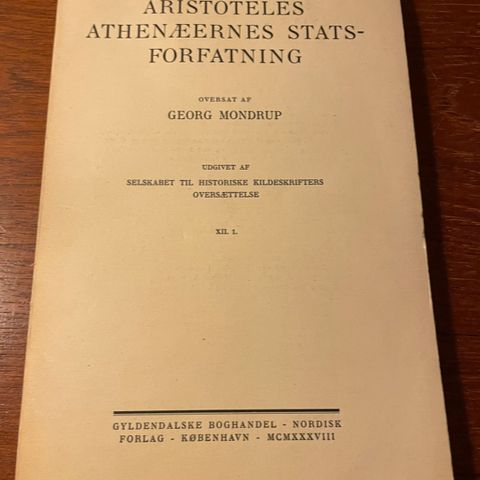 ARISTOTELES
ATHENÆERNES STATS-
FORFATNING
OVERSAT AF
GEORG MONDRUP
UDGIVET AF
SELSKABET TIL HISTORISKE KILDESKRIFTERS
OVERSÆTTELSE
XII. 1.
GYLDENDALSKE BOGHANDEL - NORDISK
FORLAG - KØBENHAVN - MCMXXXVIII